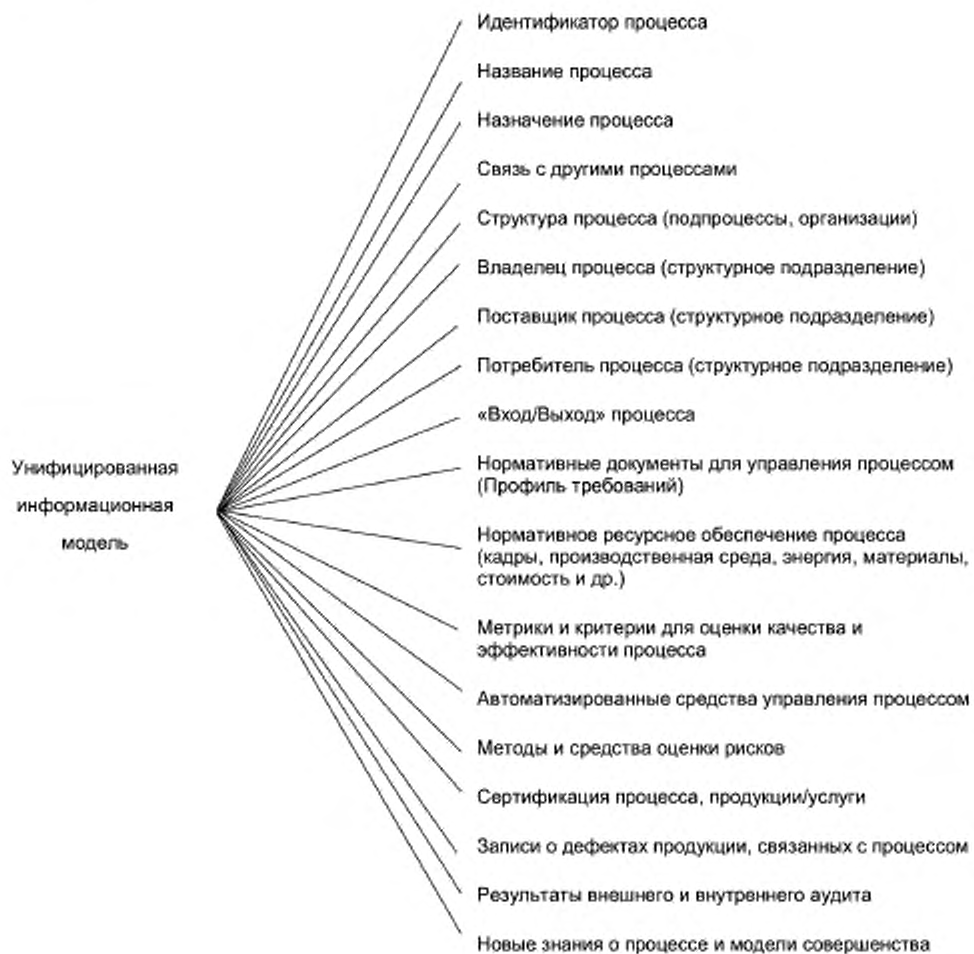 Идентификатор процесса
Название процесса
Назначение процесса
Связь с другими процессами
Структура процесса (подпроцессы, организации)
Владелец процесса (структурное подразделение)
Поставщик процесса (структурное подразделение)
Потребитель процесса (структурное подразделение)
«Вход/Выход» процесса
Унифицированная
информационная
модель
Нормативные документы для управления процессом
(Профиль требований)
Нормативное ресурсное обеспечение процесса
(кадры, производственная среда, энергия, материалы,
стоимость и др.)
Метрики и критерии для оценки качества и
эффективности процесса
Автоматизированные средства управления процессом
Методы и средства оценки рисков
Сертификация процесса, продукции/услуги
Записи о дефектах продукции, связанных с процессом
Результаты внешнего и внутреннего аудита
Новые знания о процессе и модели совершенства